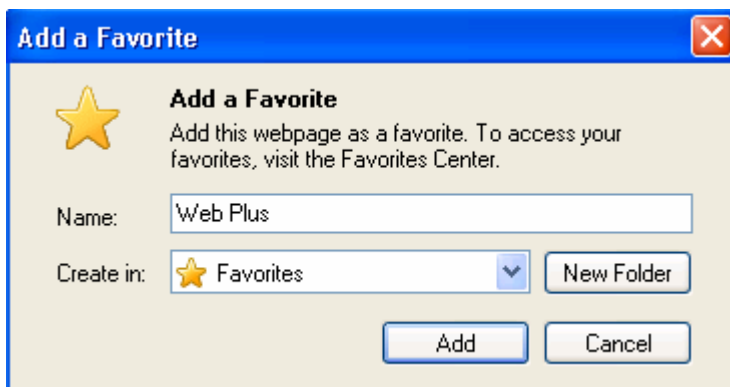 Add a Favorite
Add a Favorite
Add this webpage as a favorite. To access your
favorites, visit the Favorites Center.
Name: Web Plus
Create in: Favorites New Folder
Add Cancel